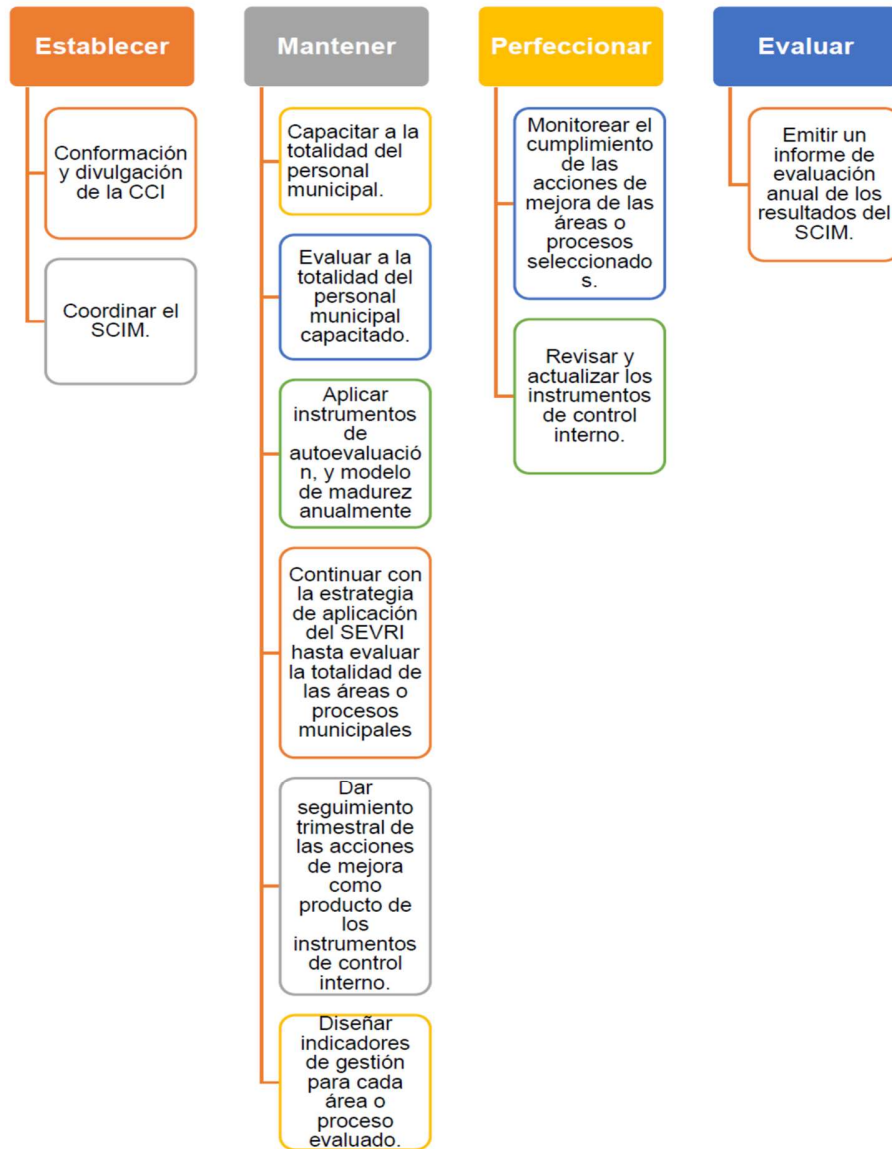 Establecer
Conformación
y divulgación
de la CCI
Coordinar el
SCIM.
Mantener
Capacitar a la
totalidad del
personal
municipal.
Evaluar a la
totalidad del
personal
municipal
capacitado.
Aplicar
instrumentos
de
autoevaluació
n, y modelo
de madurez
anualmente
Continuar con
la estrategia
de aplicación
del SEVRI
hasta evaluar
la totalidad de
las áreas o
procesos
municipales
Dar
seguimiento
trimestral de
las acciones
de mejora
como
producto de
los
instrumentos
de control
interno.
Diseñar
indicadores
de gestión
para cada
área o
proceso
evaluado.
Perfeccionar
Monitorear el
cumplimiento
de las
acciones de
mejora de las
áreas o
procesos
seleccionado
s.
Revisar y
actualizar los
instrumentos
de control
interno.
Evaluar
Emitir un
informe de
evaluación
anual de los
resultados del
SCIM.